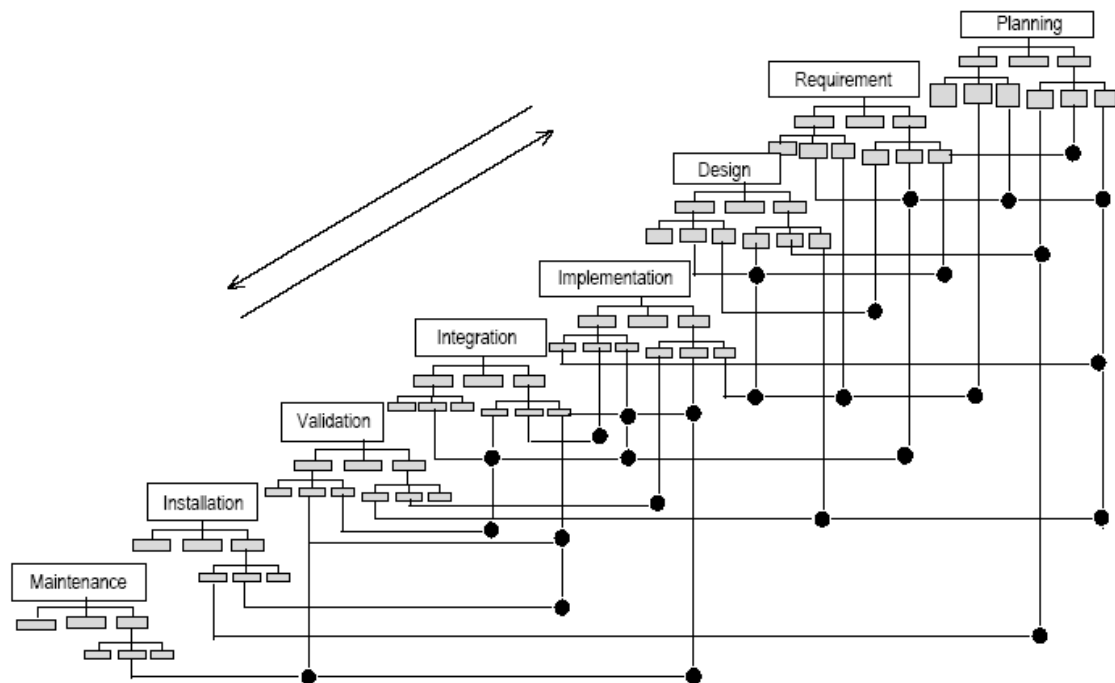 Planning
Requirement
Design
Implementation
Integration
Validation
Installation
Maintenance